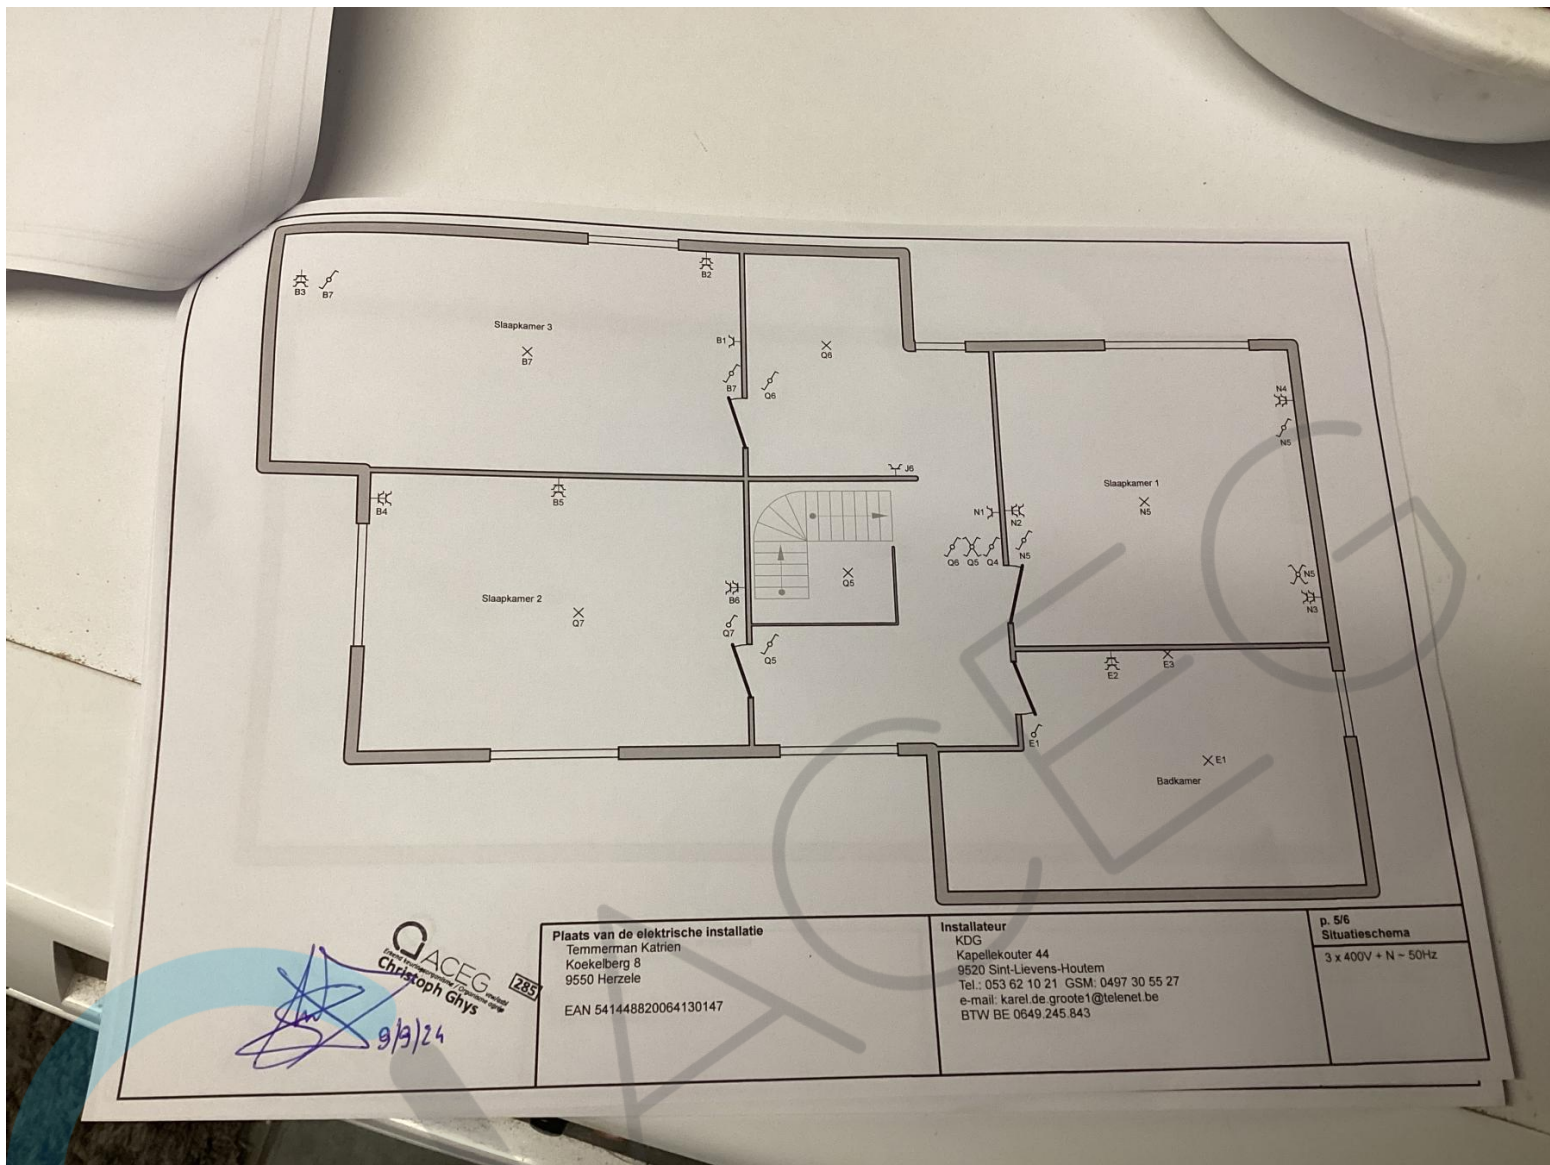 B3
B7
B2
Slaapkamer 3
B7
B1
B7
Q6
Q6
N4
N5
J6
B4
B5
Slaapkamer 1
N5
N1
N2
Q6
Q5
Q4
N5
Q5
N5
N3
Slaapkamer 2
Q7
B6
Q7
Q5
E2
E3
E1
E1
Badkamer
ACEG
ACEG
vzw/asbl
Christoph Ghys
285
9/9/24
Plaats van de elektrische installatie
Temmerman Katrien
Koekelberg 8
9550 Herzele
EAN 541448820064130147
Installateur
KDG
Kapellekouter 44
9520 Sint-Lievens-Houtem
Tel.: 053 62 10 21 GSM: 0497 30 55 27
e-mail: karel.de.groote1@telenet.be
BTW BE 0649.245.843
p. 5/6
Situatieschema
3 x 400V + N ~ 50Hz